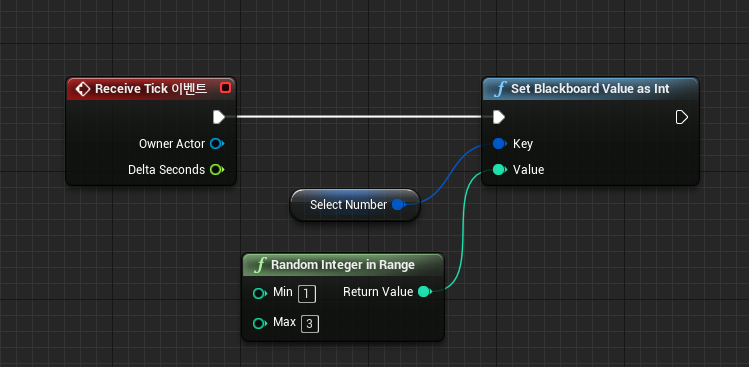 Receive Tick 이벤트
Owner Actor
Delta Seconds
f Set Blackboard Value as Int
Key
Value
Select Number
f Random Integer in Range
Min 1 Return Value
Max 3